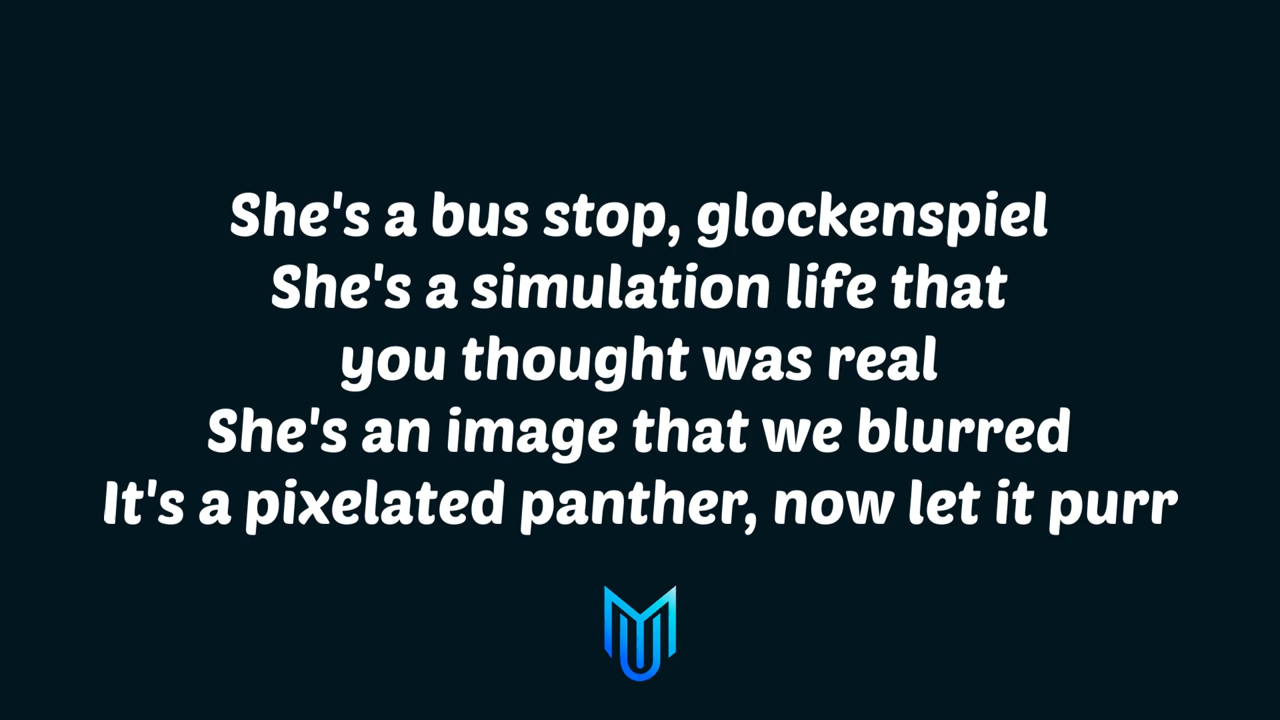 She's a bus stop, glockenspiel
She's a simulation life that
you thought was real
She's an image that we blurred
It's a pixelated panther, now let it purr